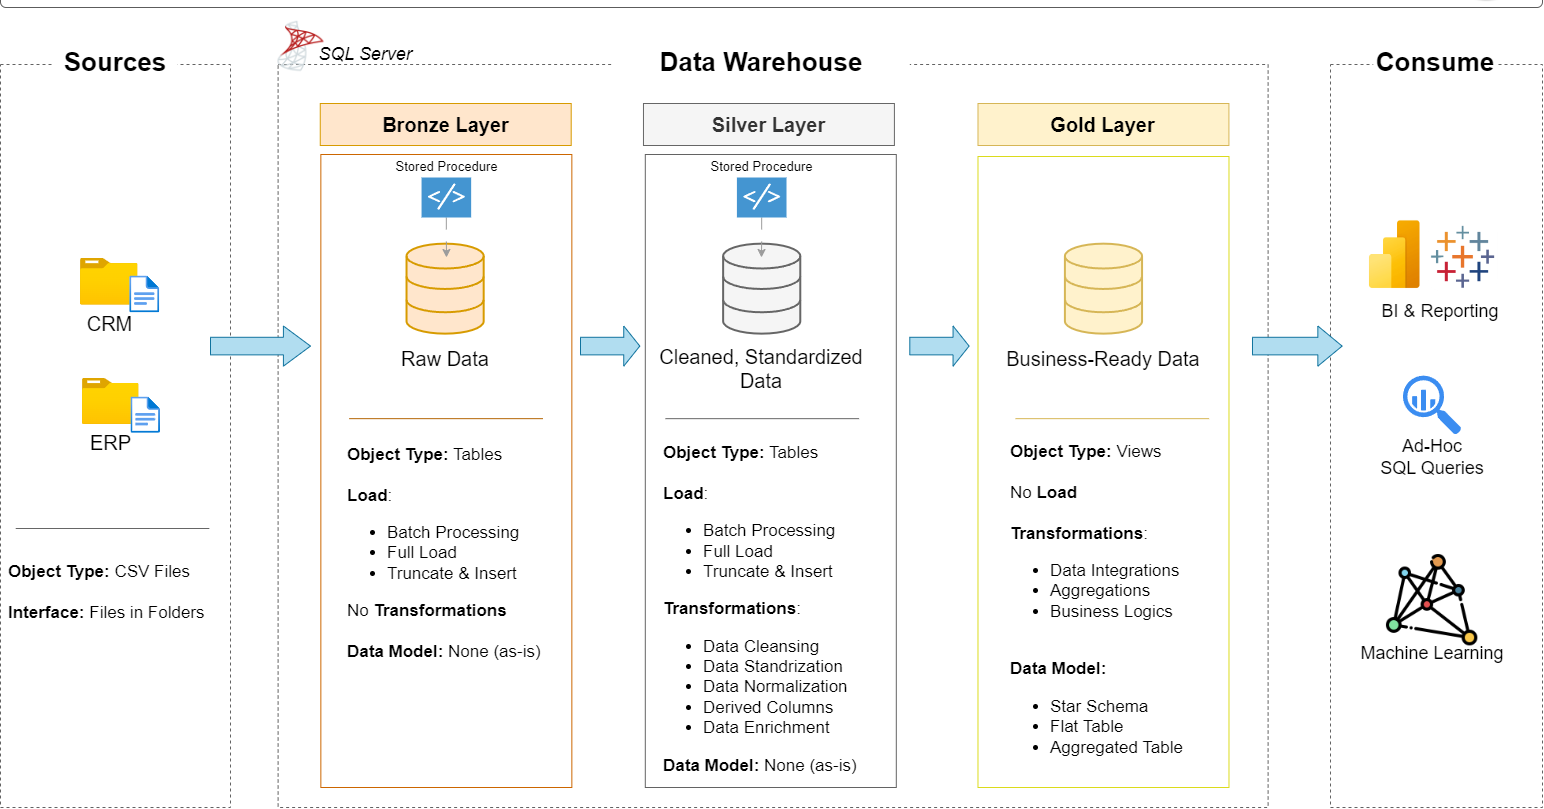 Sources
CRM
ERP
Object Type: CSV Files
Interface: Files in Folders
SQL Server
Data Warehouse
Bronze Layer
Stored Procedure
</>
Raw Data
Object Type: Tables
Load:
Batch Processing
Full Load
Truncate & Insert
No Transformations
Data Model: None (as-is)
Silver Layer
Stored Procedure
</>
Cleaned, Standardized
Data
Object Type: Tables
Load:
Batch Processing
Full Load
Truncate & Insert
Transformations:
Data Cleansing
Data Standrization
Data Normalization
Derived Columns
Data Enrichment
Data Model: None (as-is)
Gold Layer
Business-Ready Data
Object Type: Views
No Load
Transformations:
Data Integrations
Aggregations
Business Logics
Data Model:
Star Schema
Flat Table
Aggregated Table
Consume
BI & Reporting
Ad-Hoc
SQL Queries
Machine Learning